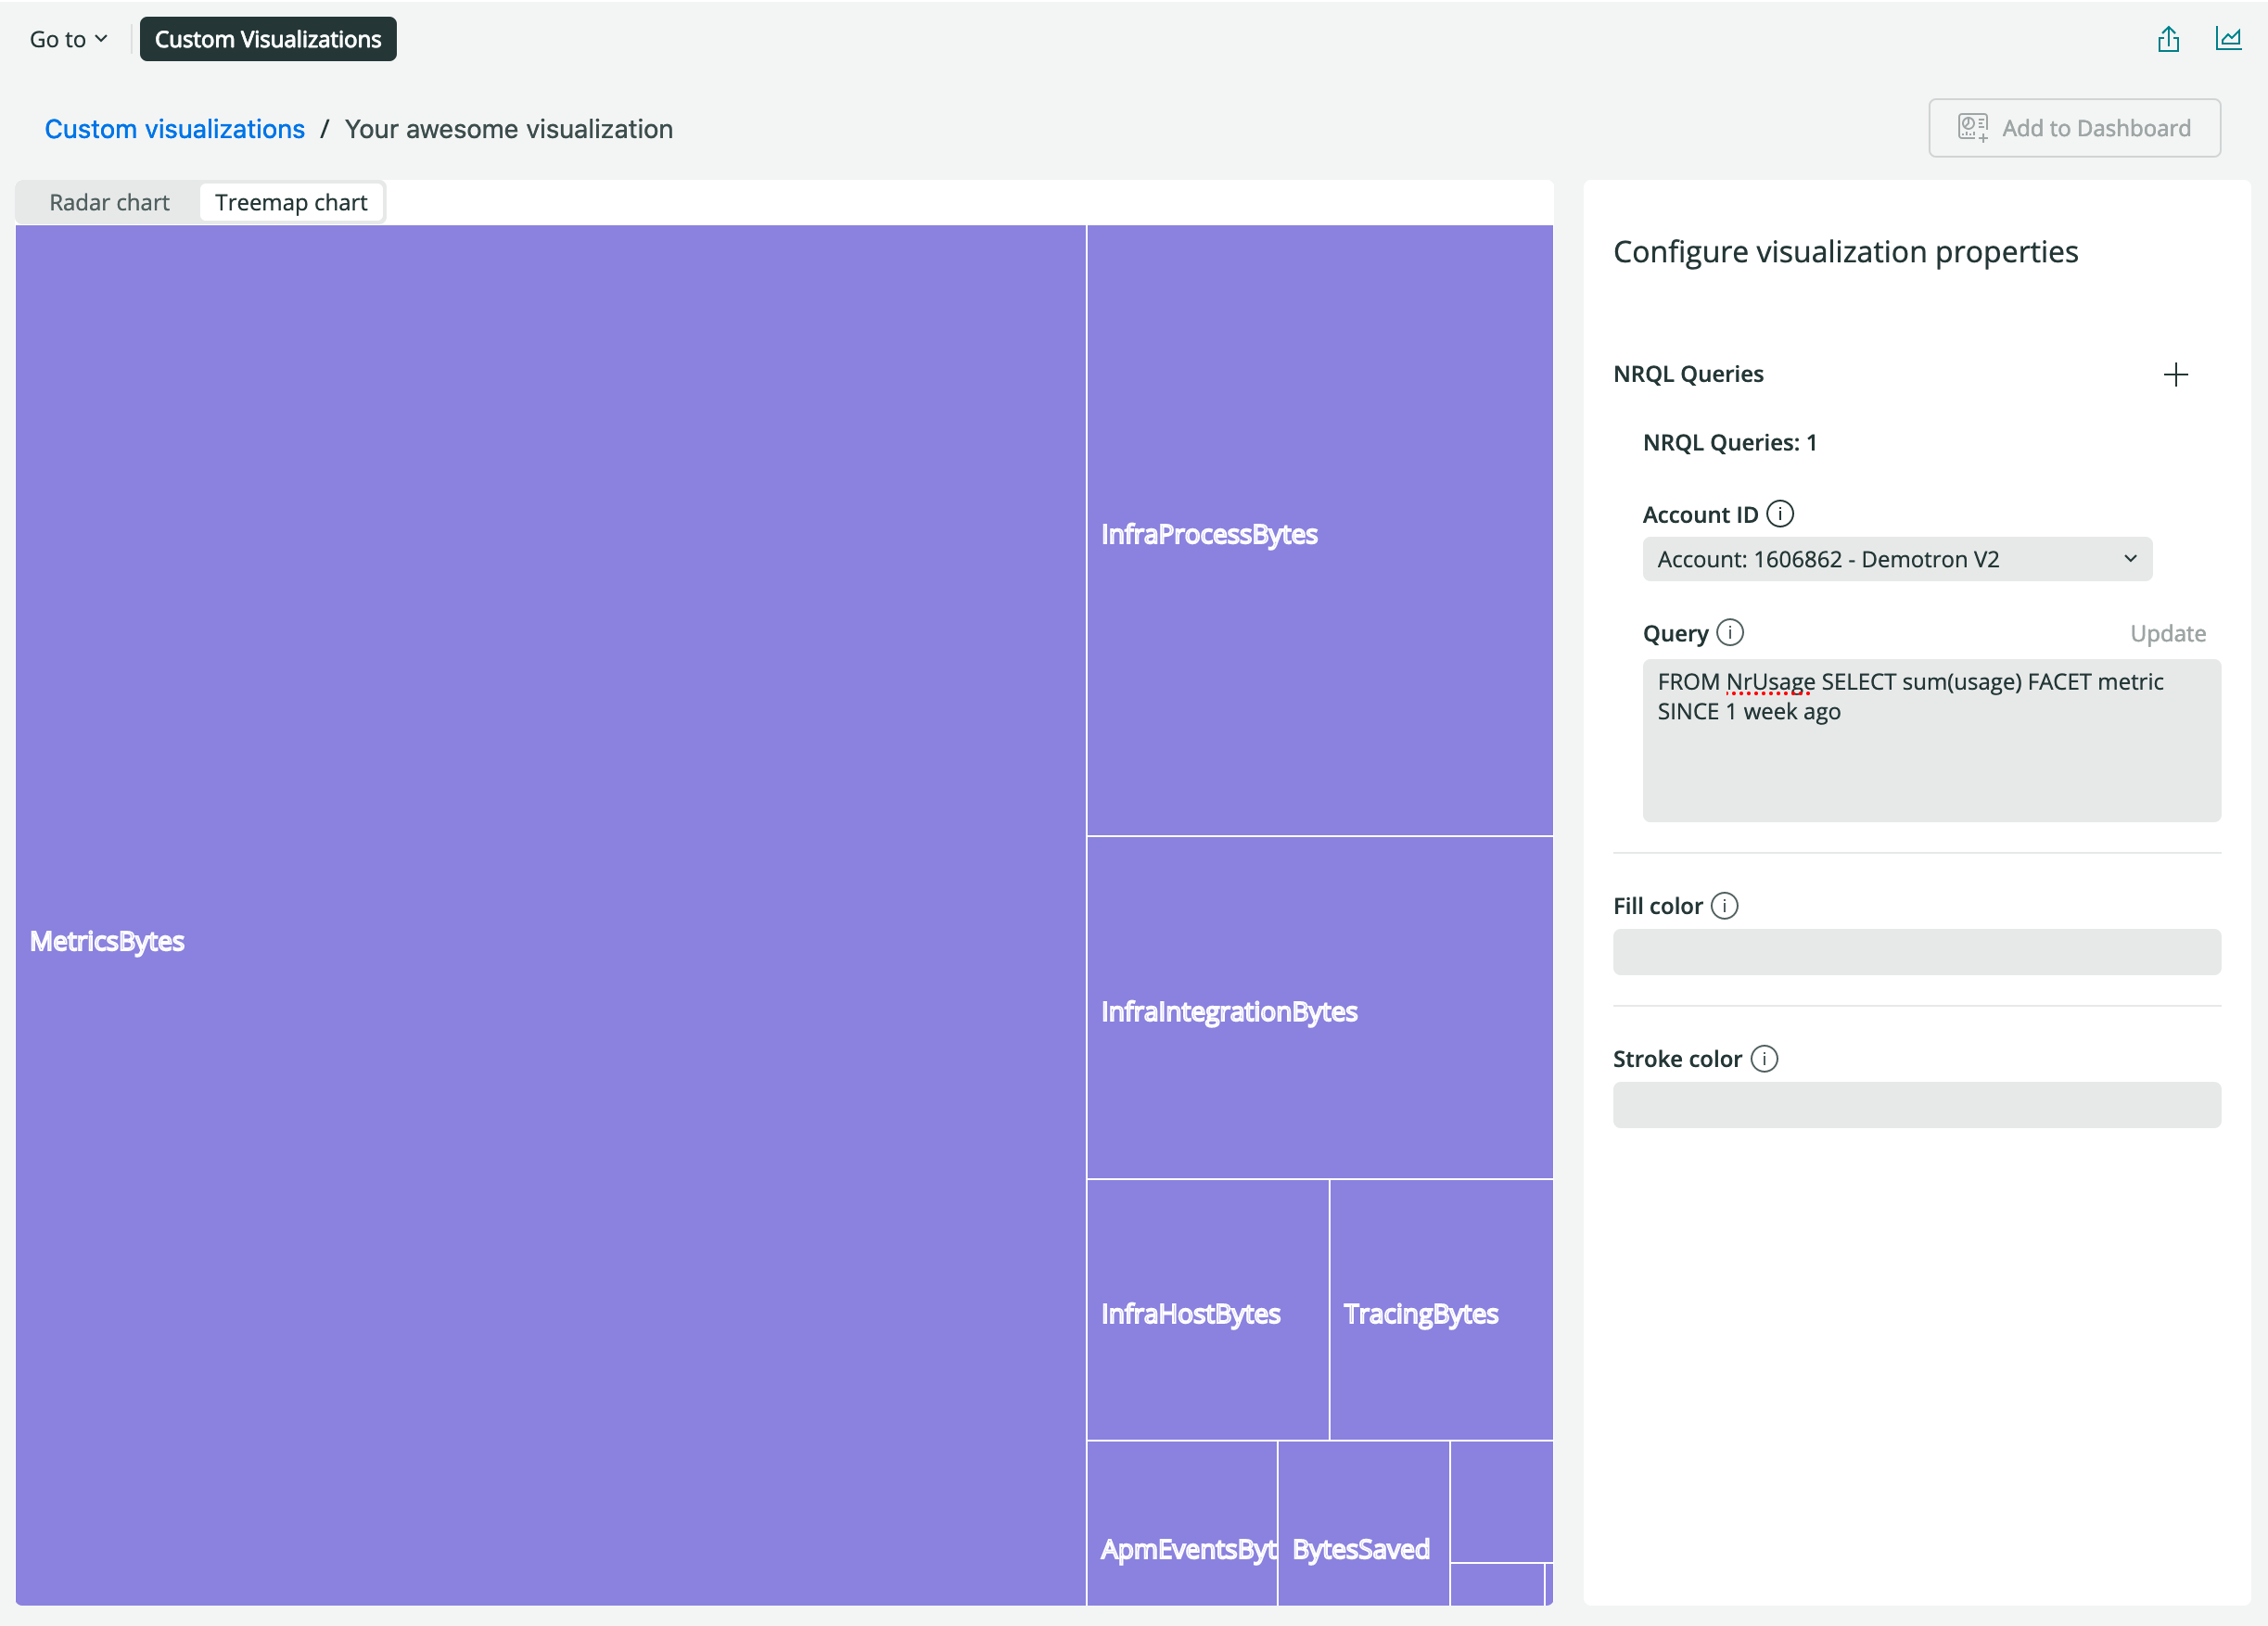 Go to
Custom Visualizations
Custom visualizations / Your awesome visualization
Add to Dashboard
Radar chart
Treemap chart
MetricsBytes
InfraProcessBytes
InfraIntegrationBytes
InfraHostBytes
TracingBytes
ApmEventsByt
BytesSaved
Configure visualization properties
NRQL Queries
NRQL Queries: 1
Account ID
Account: 1606862 - Demotron V2
Query
Update
FROM NrUsage SELECT sum(usage) FACET metric
SINCE 1 week ago
Fill color
Stroke color